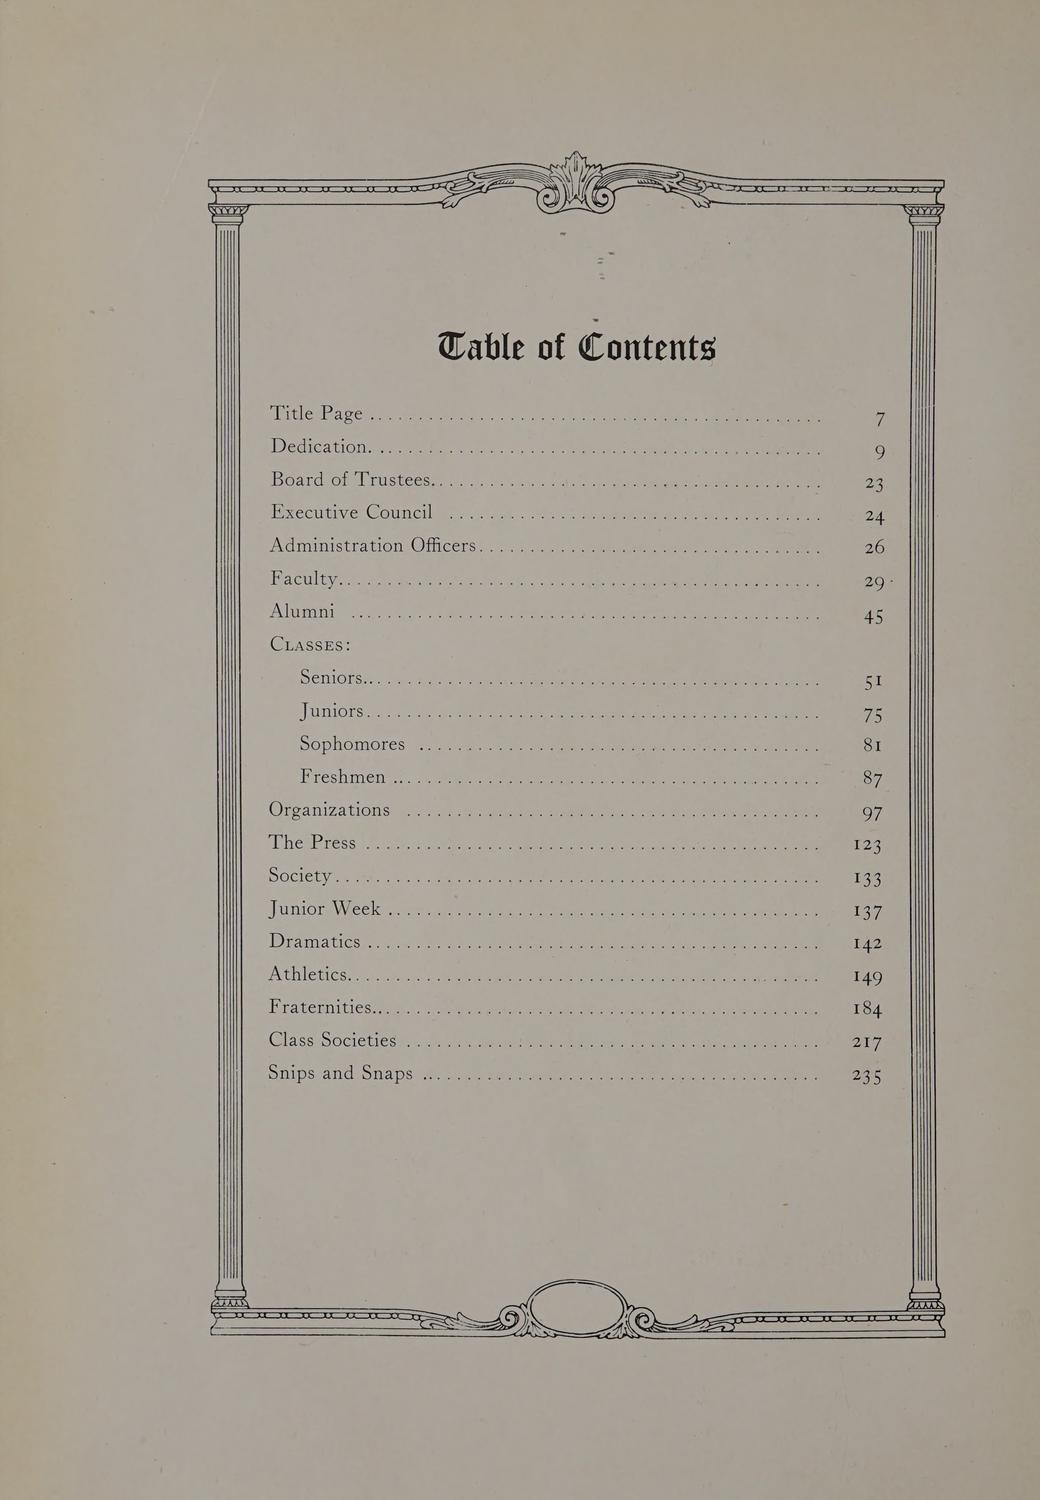 Table of Contents
Title Page 7
Dedication 9
Board of Trustees 23
Executive Council 24
Administration Officers 26
Faculty 29
Alumni 45
CLASSES:
Seniors 51
Juniors 75
Sophomores 81
Freshmen 87
Organizations 97
The Press 123
Society 133
Junior Week 137
Dramatics 142
Athletics 149
Fraternities 184
Class Societies 217
Snips and Snaps 235